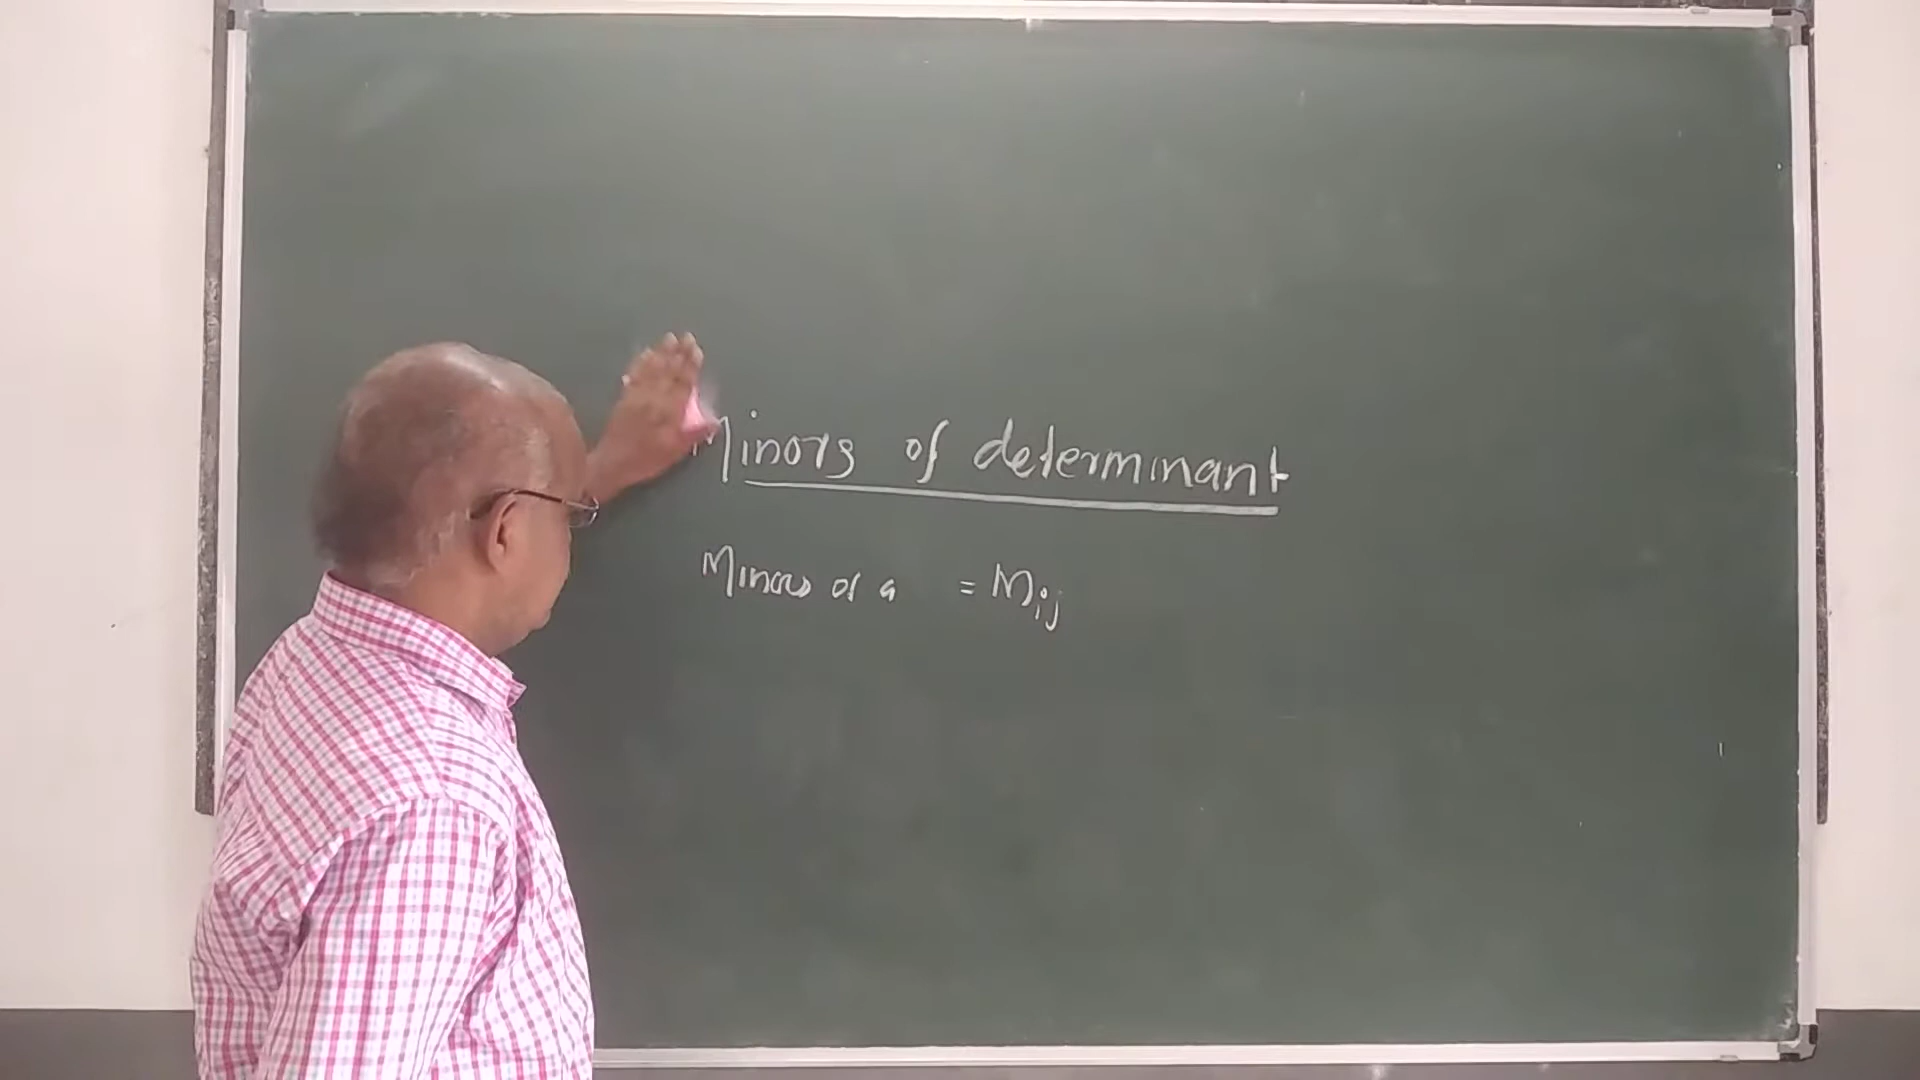 Minors of determinant
Minors of a = Mij